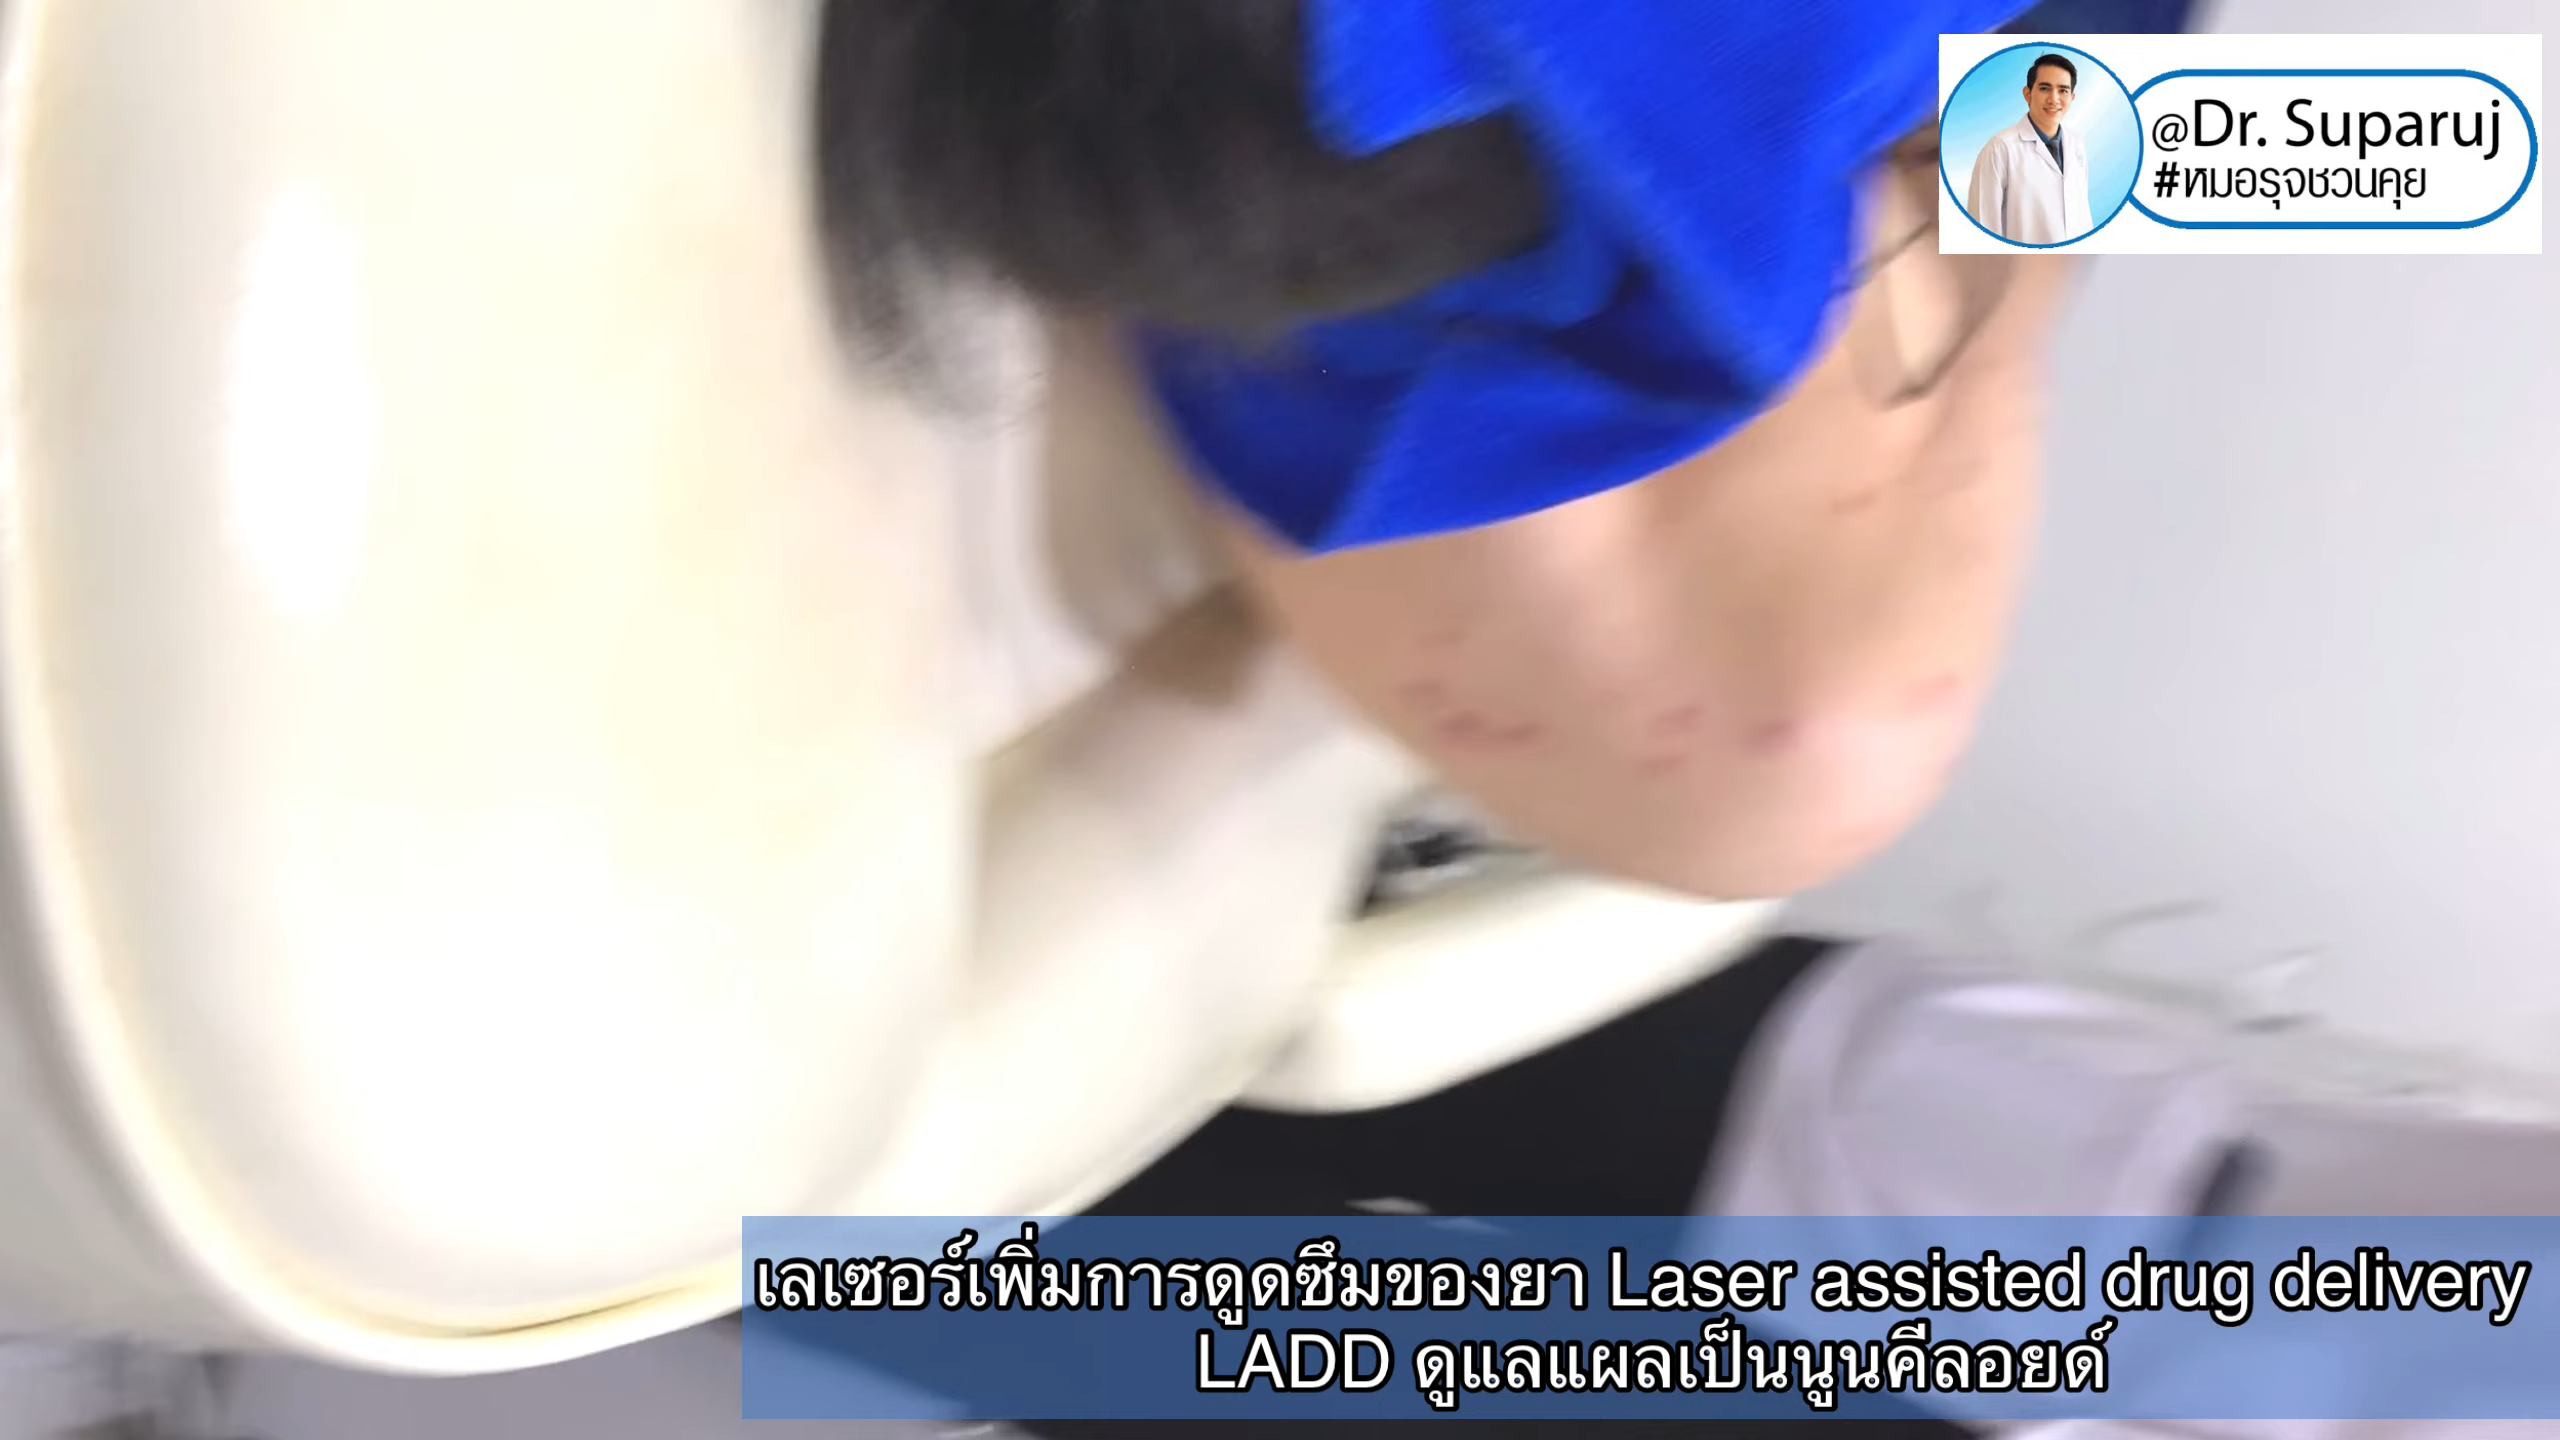 @Dr. Suparuj
#หมอรุจชวนคุย
เลเซอร์เพิ่มการดูดซึมของยา Laser assisted drug delivery
LADD ดูแลแผลเป็นนูนคีลอยด์